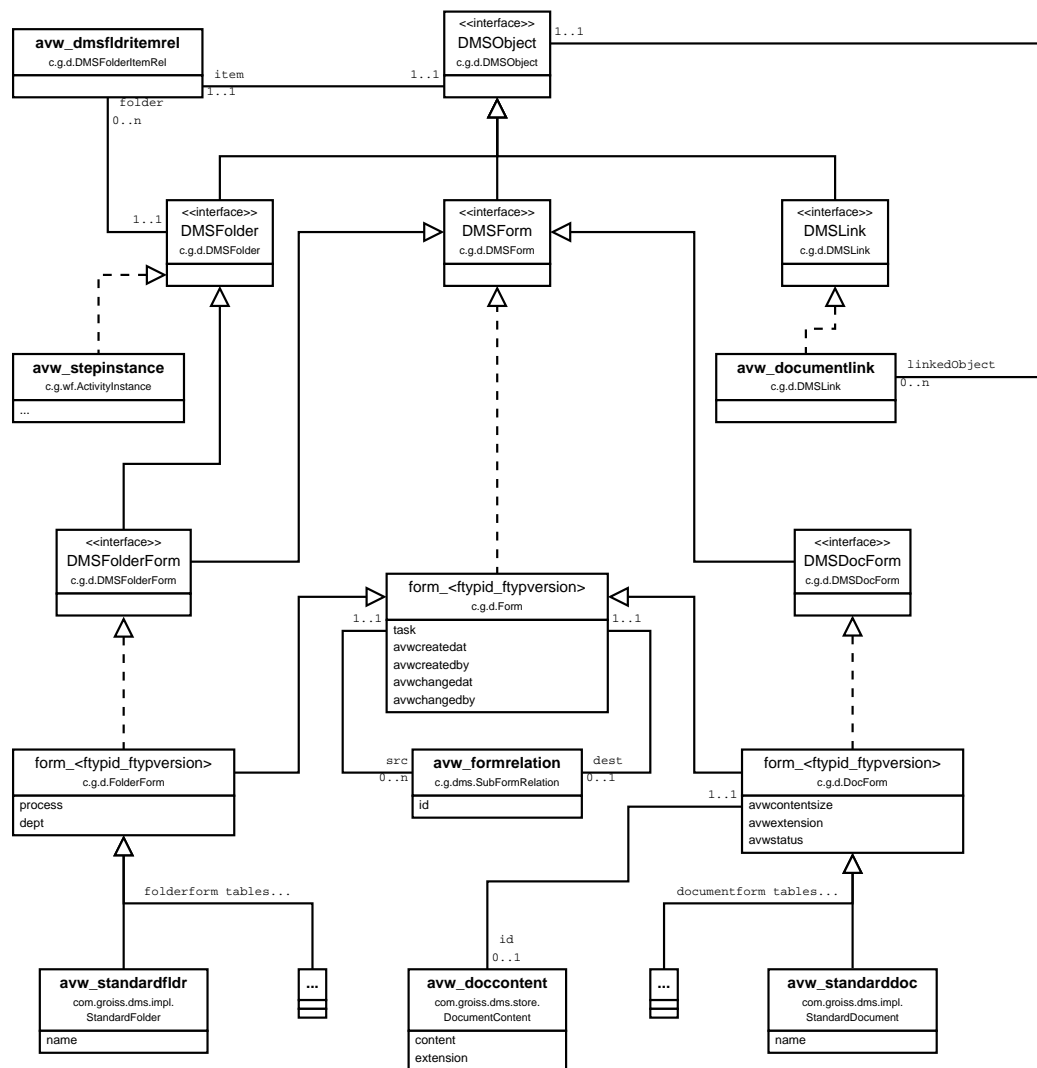 <<interface>>
DMSObject
c.g.d.DMSObject
1..1
avw_dmsfldritemrel
c.g.d.DMSFolderItemRel
item
1..1
1..1
folder
0..n
1..1
<<interface>>
DMSFolder
c.g.d.DMSFolder
<<interface>>
DMSForm
c.g.d.DMSForm
<<interface>>
DMSLink
c.g.d.DMSLink
avw_stepinstance
c.g.wf.ActivityInstance
...
avw_documentlink
c.g.d.DMSLink
linkedObject
0..n
<<interface>>
DMSFolderForm
c.g.d.DMSFolderForm
<<interface>>
DMSDocForm
c.g.d.DMSDocForm
form_<ftypid_ftypversion>
c.g.d.Form
task
avwcreatedat
avwcreatedby
avwchangedat
avwchangedby
1..1
1..1
form_<ftypid_ftypversion>
c.g.d.FolderForm
process
dept
src
0..n
avw_formrelation
c.g.dms.SubFormRelation
id
dest
0..1
1..1
form_<ftypid_ftypversion>
c.g.d.DocForm
avwcontentsize
avwextension
avwstatus
folderform tables...
documentform tables...
id
0..1
avw_standardfldr
com.groiss.dms.impl.
StandardFolder
name
...
avw_doccontent
com.groiss.dms.store.
DocumentContent
content
extension
...
avw_standarddoc
com.groiss.dms.impl.
StandardDocument
name